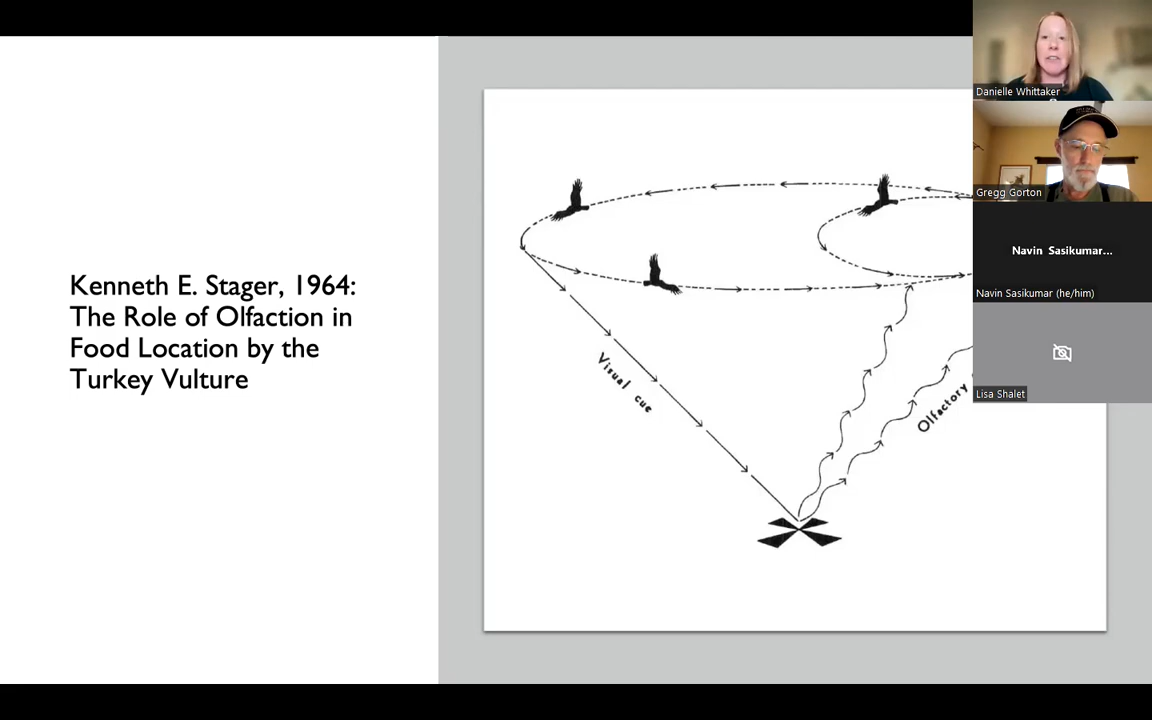 Kenneth E. Stager, 1964:
The Role of Olfaction in
Food Location by the
Turkey Vulture
Visual cue
Olfactory
Danielle Whittaker
Gregg Gorton
Navin Sasikumar...
Navin Sasikumar (he/him)
Lisa Shalet